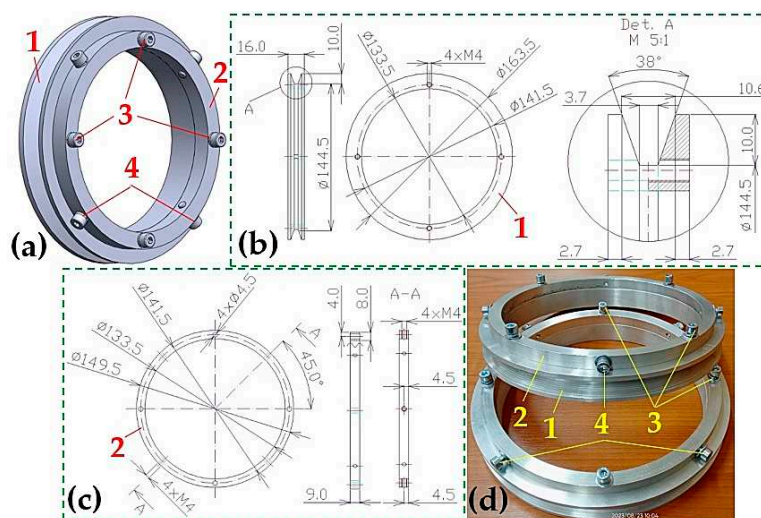 (a)
1
2
3
4
(b)
16.0
10.0
A
Ø144.5
Ø133.5
4×M4
Ø163.5
Ø141.5
1
Det. A
M 5:1
38°
3.7
10.6
10.0
Ø144.5
2.7
2.7
(c)
Ø141.5
Ø133.5
Ø149.5
4×Ø4.5
A
45.0°
A
4×M4
2
4.0
8.0
9.0
A-A
4×M4
4.5
4.5
(d)
2
1
4
3